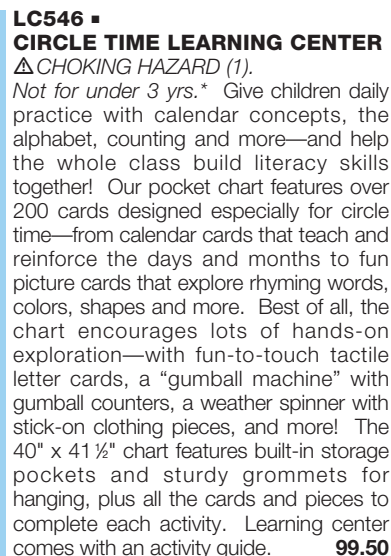 LC546 ▪
CIRCLE TIME LEARNING CENTER
⚠CHOKING HAZARD (1).
Not for under 3 yrs.* Give children daily
practice with calendar concepts, the
alphabet, counting and more—and help
the whole class build literacy skills
together! Our pocket chart features over
200 cards designed especially for circle
time—from calendar cards that teach and
reinforce the days and months to fun
picture cards that explore rhyming words,
colors, shapes and more. Best of all, the
chart encourages lots of hands-on
exploration—with fun-to-touch tactile
letter cards, a “gumball machine” with
gumball counters, a weather spinner with
stick-on clothing pieces, and more! The
40" x 41½" chart features built-in storage
pockets and sturdy grommets for
hanging, plus all the cards and pieces to
complete each activity. Learning center
comes with an activity guide. 99.50